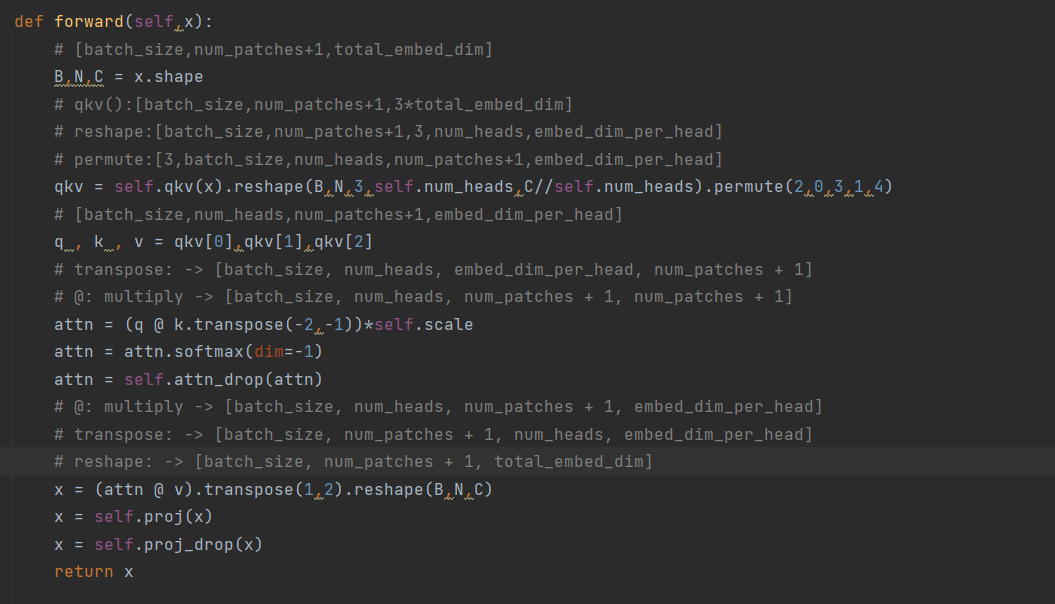 def forward(self,x):
    # [batch_size,num_patches+1,total_embed_dim]
    B,N,C = x.shape
    # qkv():[batch_size,num_patches+1,3*total_embed_dim]
    # reshape:[batch_size,num_patches+1,3,num_heads,embed_dim_per_head]
    # permute:[3,batch_size,num_heads,num_patches+1,embed_dim_per_head]
    qkv = self.qkv(x).reshape(B,N,3,self.num_heads,C//self.num_heads).permute(2,0,3,1,4)
    # [batch_size,num_heads,num_patches+1,embed_dim_per_head]
    q , k , v = qkv[0],qkv[1],qkv[2]
    # transpose: -> [batch_size, num_heads, embed_dim_per_head, num_patches + 1]
    # @: multiply -> [batch_size, num_heads, num_patches + 1, num_patches + 1]
    attn = (q @ k.transpose(-2,-1))*self.scale
    attn = attn.softmax(dim=-1)
    attn = self.attn_drop(attn)
    # @: multiply -> [batch_size, num_heads, num_patches + 1, embed_dim_per_head]
    # transpose: -> [batch_size, num_patches + 1, num_heads, embed_dim_per_head]
    # reshape: -> [batch_size, num_patches + 1, total_embed_dim]
    x = (attn @ v).transpose(1,2).reshape(B,N,C)
    x = self.proj(x)
    x = self.proj_drop(x)
    return x